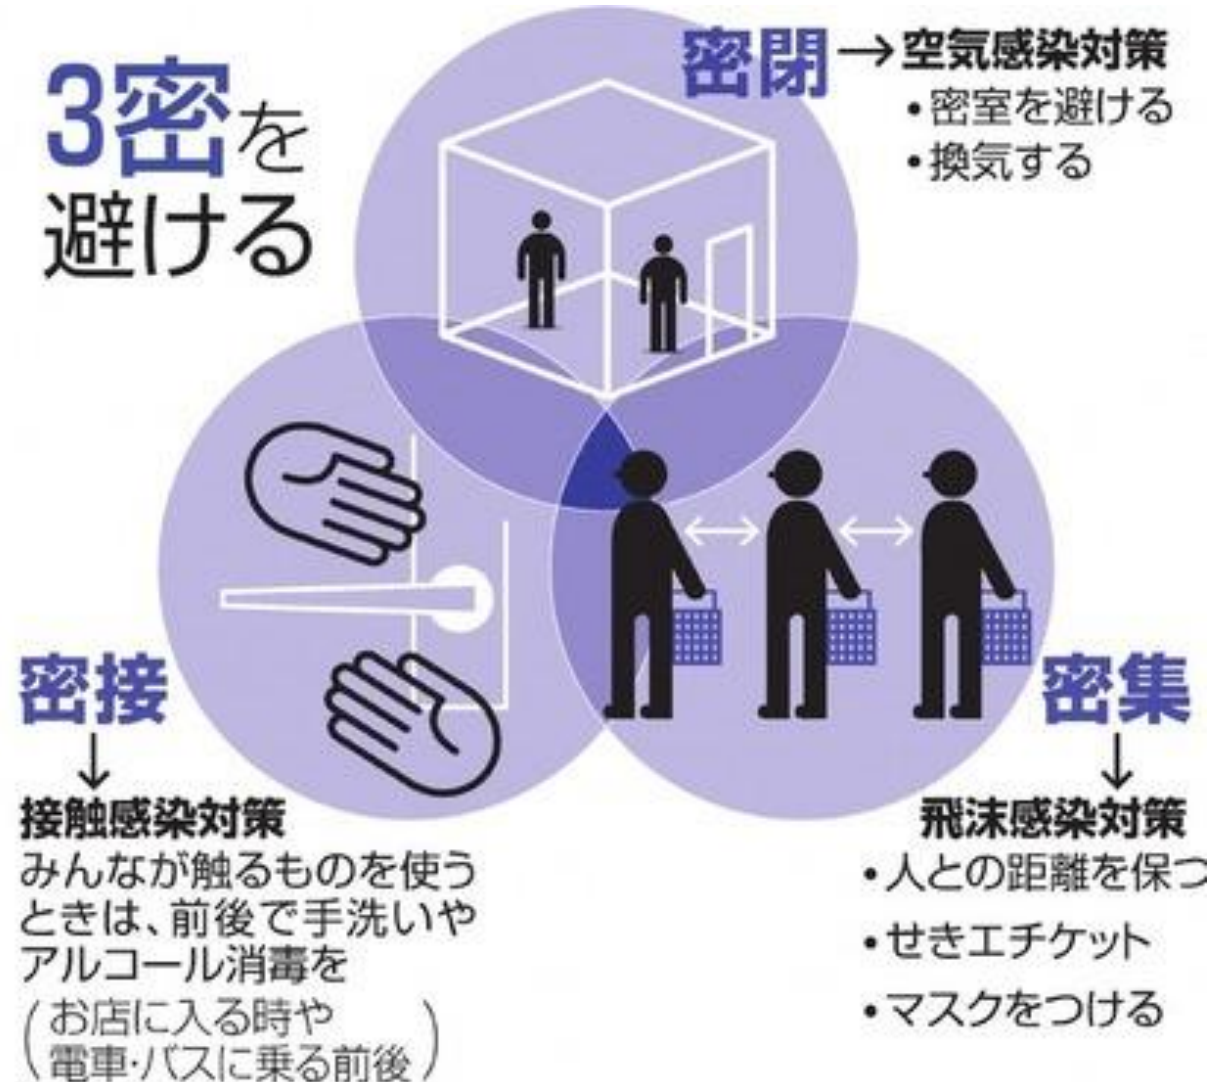 3密を
避ける
密閉→空気感染対策
・密室を避ける
・換気する
密接
↓
接触感染対策
みんなが触るものを使う
ときは、前後で手洗いや
アルコール消毒を
(お店に入る時や
電車・バスに乗る前後)
密集
↓
飛沫感染対策
・人との距離を保つ
・せきエチケット
・マスクをつける